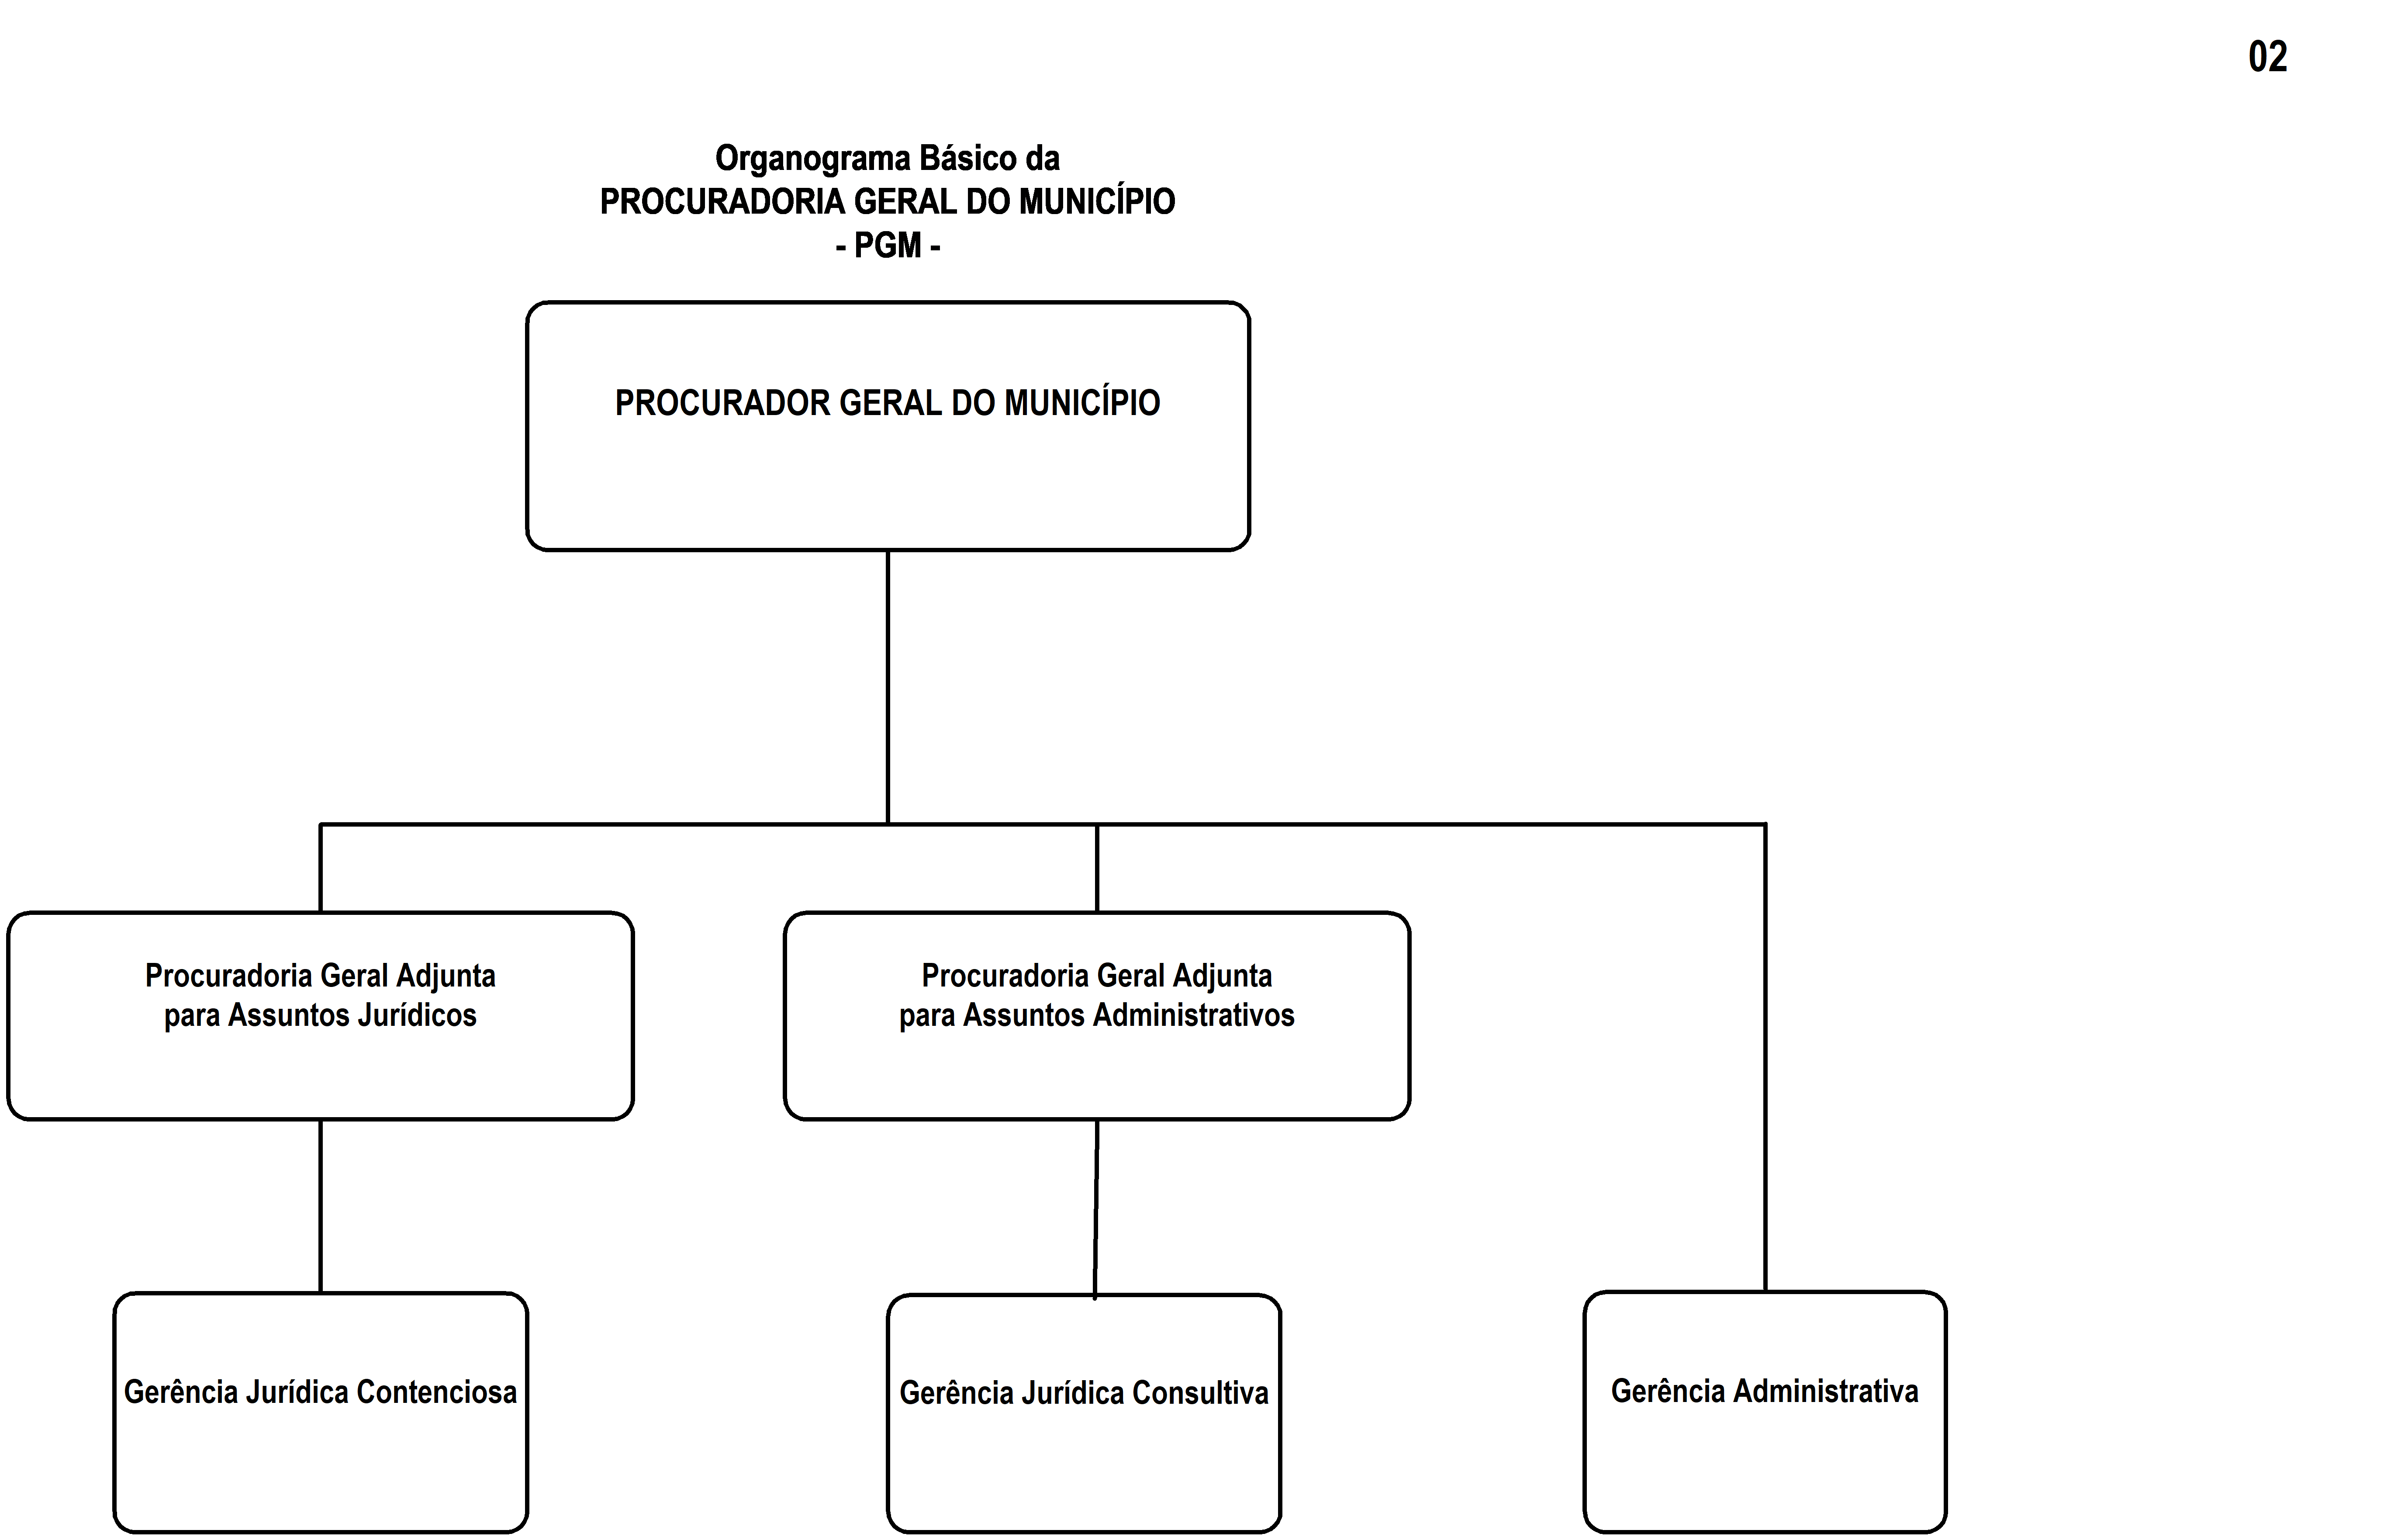 02
Organograma Básico da
PROCURADORIA GERAL DO MUNICÍPIO
- PGM -
PROCURADOR GERAL DO MUNICÍPIO
Procuradoria Geral Adjunta
para Assuntos Jurídicos
Procuradoria Geral Adjunta
para Assuntos Administrativos
Gerência Jurídica Contenciosa
Gerência Jurídica Consultiva
Gerência Administrativa